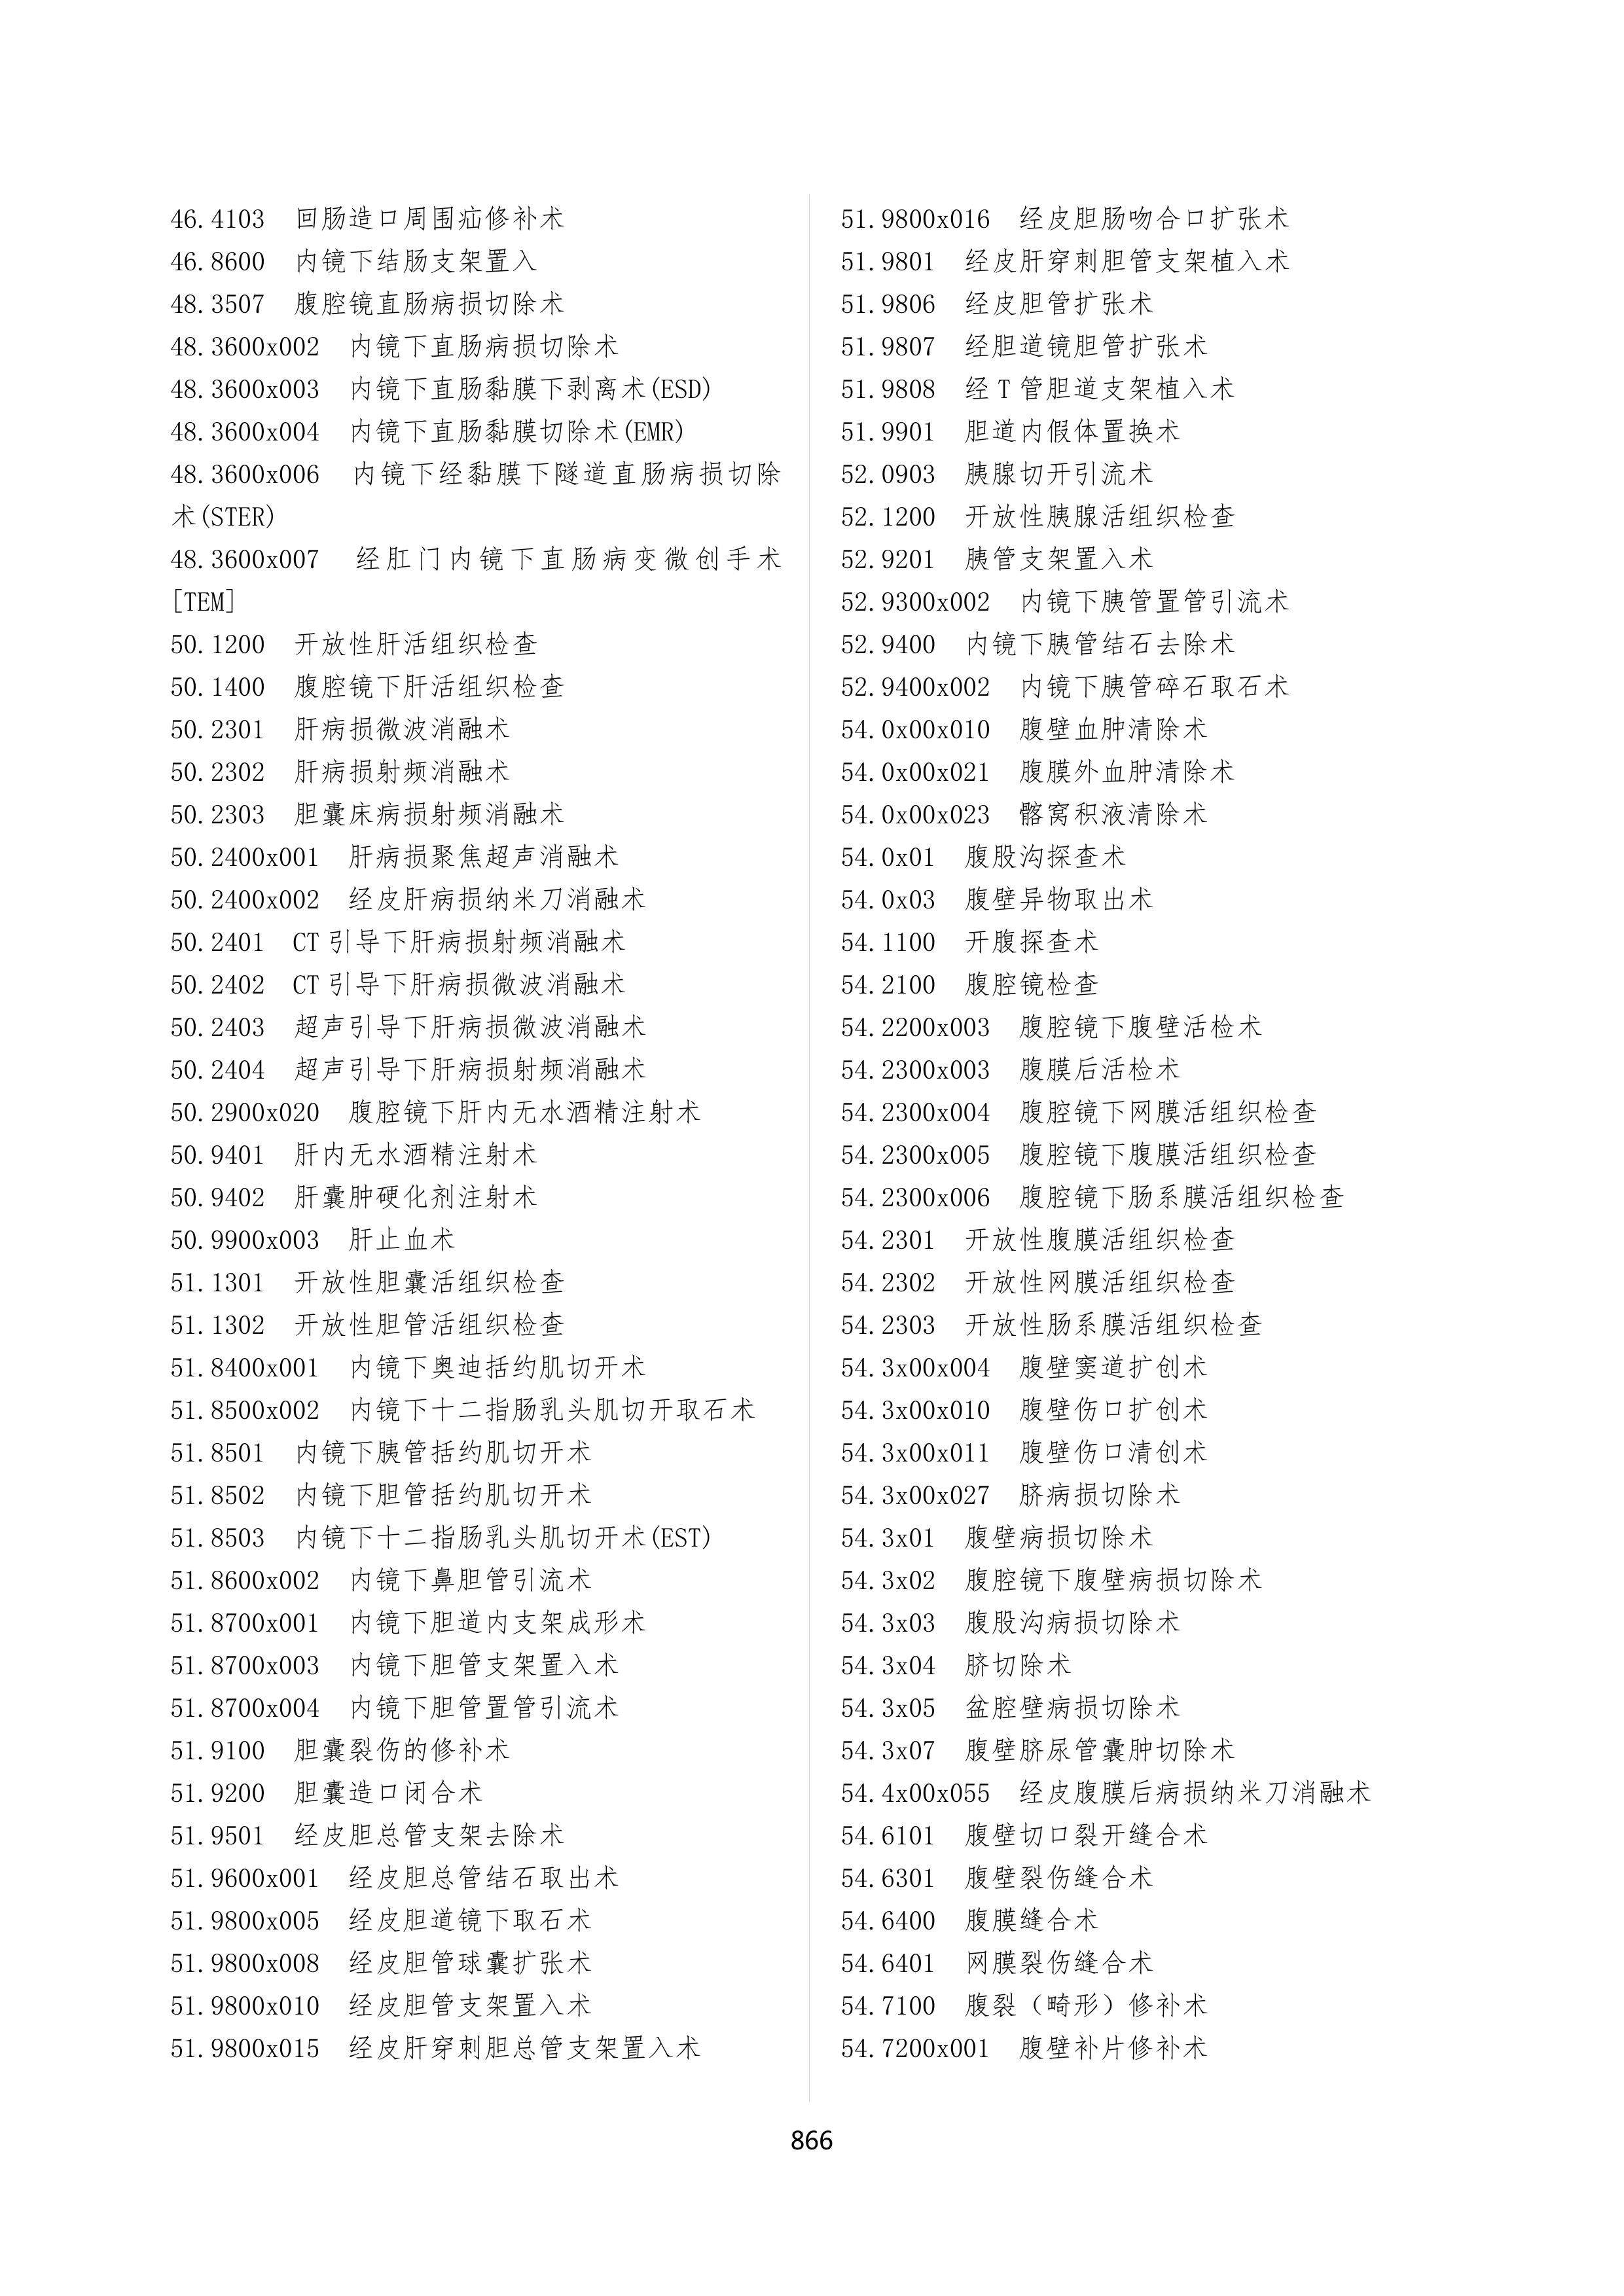 46.4103 回肠造口周围疝修补术
46.8600 内镜下结肠支架置入
48.3507 腹腔镜直肠病损切除术
48.3600x002 内镜下直肠病损切除术
48.3600x003 内镜下直肠黏膜下剥离术(ESD)
48.3600x004 内镜下直肠黏膜切除术(EMR)
48.3600x006 内镜下经黏膜下隧道直肠病损切除
术(STER)
48.3600x007 经肛门内镜下直肠病变微创手术
[TEM]
50.1200 开放性肝活组织检查
50.1400 腹腔镜下肝活组织检查
50.2301 肝病损微波消融术
50.2302 肝病损射频消融术
50.2303 胆囊床病损射频消融术
50.2400x001 肝病损聚焦超声消融术
50.2400x002 经皮肝病损纳米刀消融术
50.2401 CT 引导下肝病损射频消融术
50.2402 CT 引导下肝病损微波消融术
50.2403 超声引导下肝病损微波消融术
50.2404 超声引导下肝病损射频消融术
50.2900x020 腹腔镜下肝内无水酒精注射术
50.9401 肝内无水酒精注射术
50.9402 肝囊肿硬化剂注射术
50.9900x003 肝止血术
51.1301 开放性胆囊活组织检查
51.1302 开放性胆管活组织检查
51.8400x001 内镜下奥迪括约肌切开术
51.8500x002 内镜下十二指肠乳头肌切开取石术
51.8501 内镜下胰管括约肌切开术
51.8502 内镜下胆管括约肌切开术
51.8503 内镜下十二指肠乳头肌切开术(EST)
51.8600x002 内镜下鼻胆管引流术
51.8700x001 内镜下胆道内支架成形术
51.8700x003 内镜下胆管支架置入术
51.8700x004 内镜下胆管置管引流术
51.9100 胆囊裂伤的修补术
51.9200 胆囊造口闭合术
51.9501 经皮胆总管支架去除术
51.9600x001 经皮胆总管结石取出术
51.9800x005 经皮胆道镜下取石术
51.9800x008 经皮胆管球囊扩张术
51.9800x010 经皮胆管支架置入术
51.9800x015 经皮肝穿刺胆总管支架置入术
51.9800x016 经皮胆肠吻合口扩张术
51.9801 经皮肝穿刺胆管支架植入术
51.9806 经皮胆管扩张术
51.9807 经胆道镜胆管扩张术
51.9808 经 T 管胆道支架植入术
51.9901 胆道内假体置换术
52.0903 胰腺切开引流术
52.1200 开放性胰腺活组织检查
52.9201 胰管支架置入术
52.9300x002 内镜下胰管置管引流术
52.9400 内镜下胰管结石去除术
52.9400x002 内镜下胰管碎石取石术
54.0x00x010 腹壁血肿清除术
54.0x00x021 腹膜外血肿清除术
54.0x00x023 髂窝积液清除术
54.0x01 腹股沟探查术
54.0x03 腹壁异物取出术
54.1100 开腹探查术
54.2100 腹腔镜检查
54.2200x003 腹腔镜下腹壁活检术
54.2300x003 腹膜后活检术
54.2300x004 腹腔镜下网膜活组织检查
54.2300x005 腹腔镜下腹膜活组织检查
54.2300x006 腹腔镜下肠系膜活组织检查
54.2301 开放性腹膜活组织检查
54.2302 开放性网膜活组织检查
54.2303 开放性肠系膜活组织检查
54.3x00x004 腹壁窦道扩创术
54.3x00x010 腹壁伤口扩创术
54.3x00x011 腹壁伤口清创术
54.3x00x027 脐病损切除术
54.3x01 腹壁病损切除术
54.3x02 腹腔镜下腹壁病损切除术
54.3x03 腹股沟病损切除术
54.3x04 脐切除术
54.3x05 盆腔壁病损切除术
54.3x07 腹壁脐尿管囊肿切除术
54.4x00x055 经皮腹膜后病损纳米刀消融术
54.6101 腹壁切口裂开缝合术
54.6301 腹壁裂伤缝合术
54.6400 腹膜缝合术
54.6401 网膜裂伤缝合术
54.7100 腹裂（畸形）修补术
54.7200x001 腹壁补片修补术
866